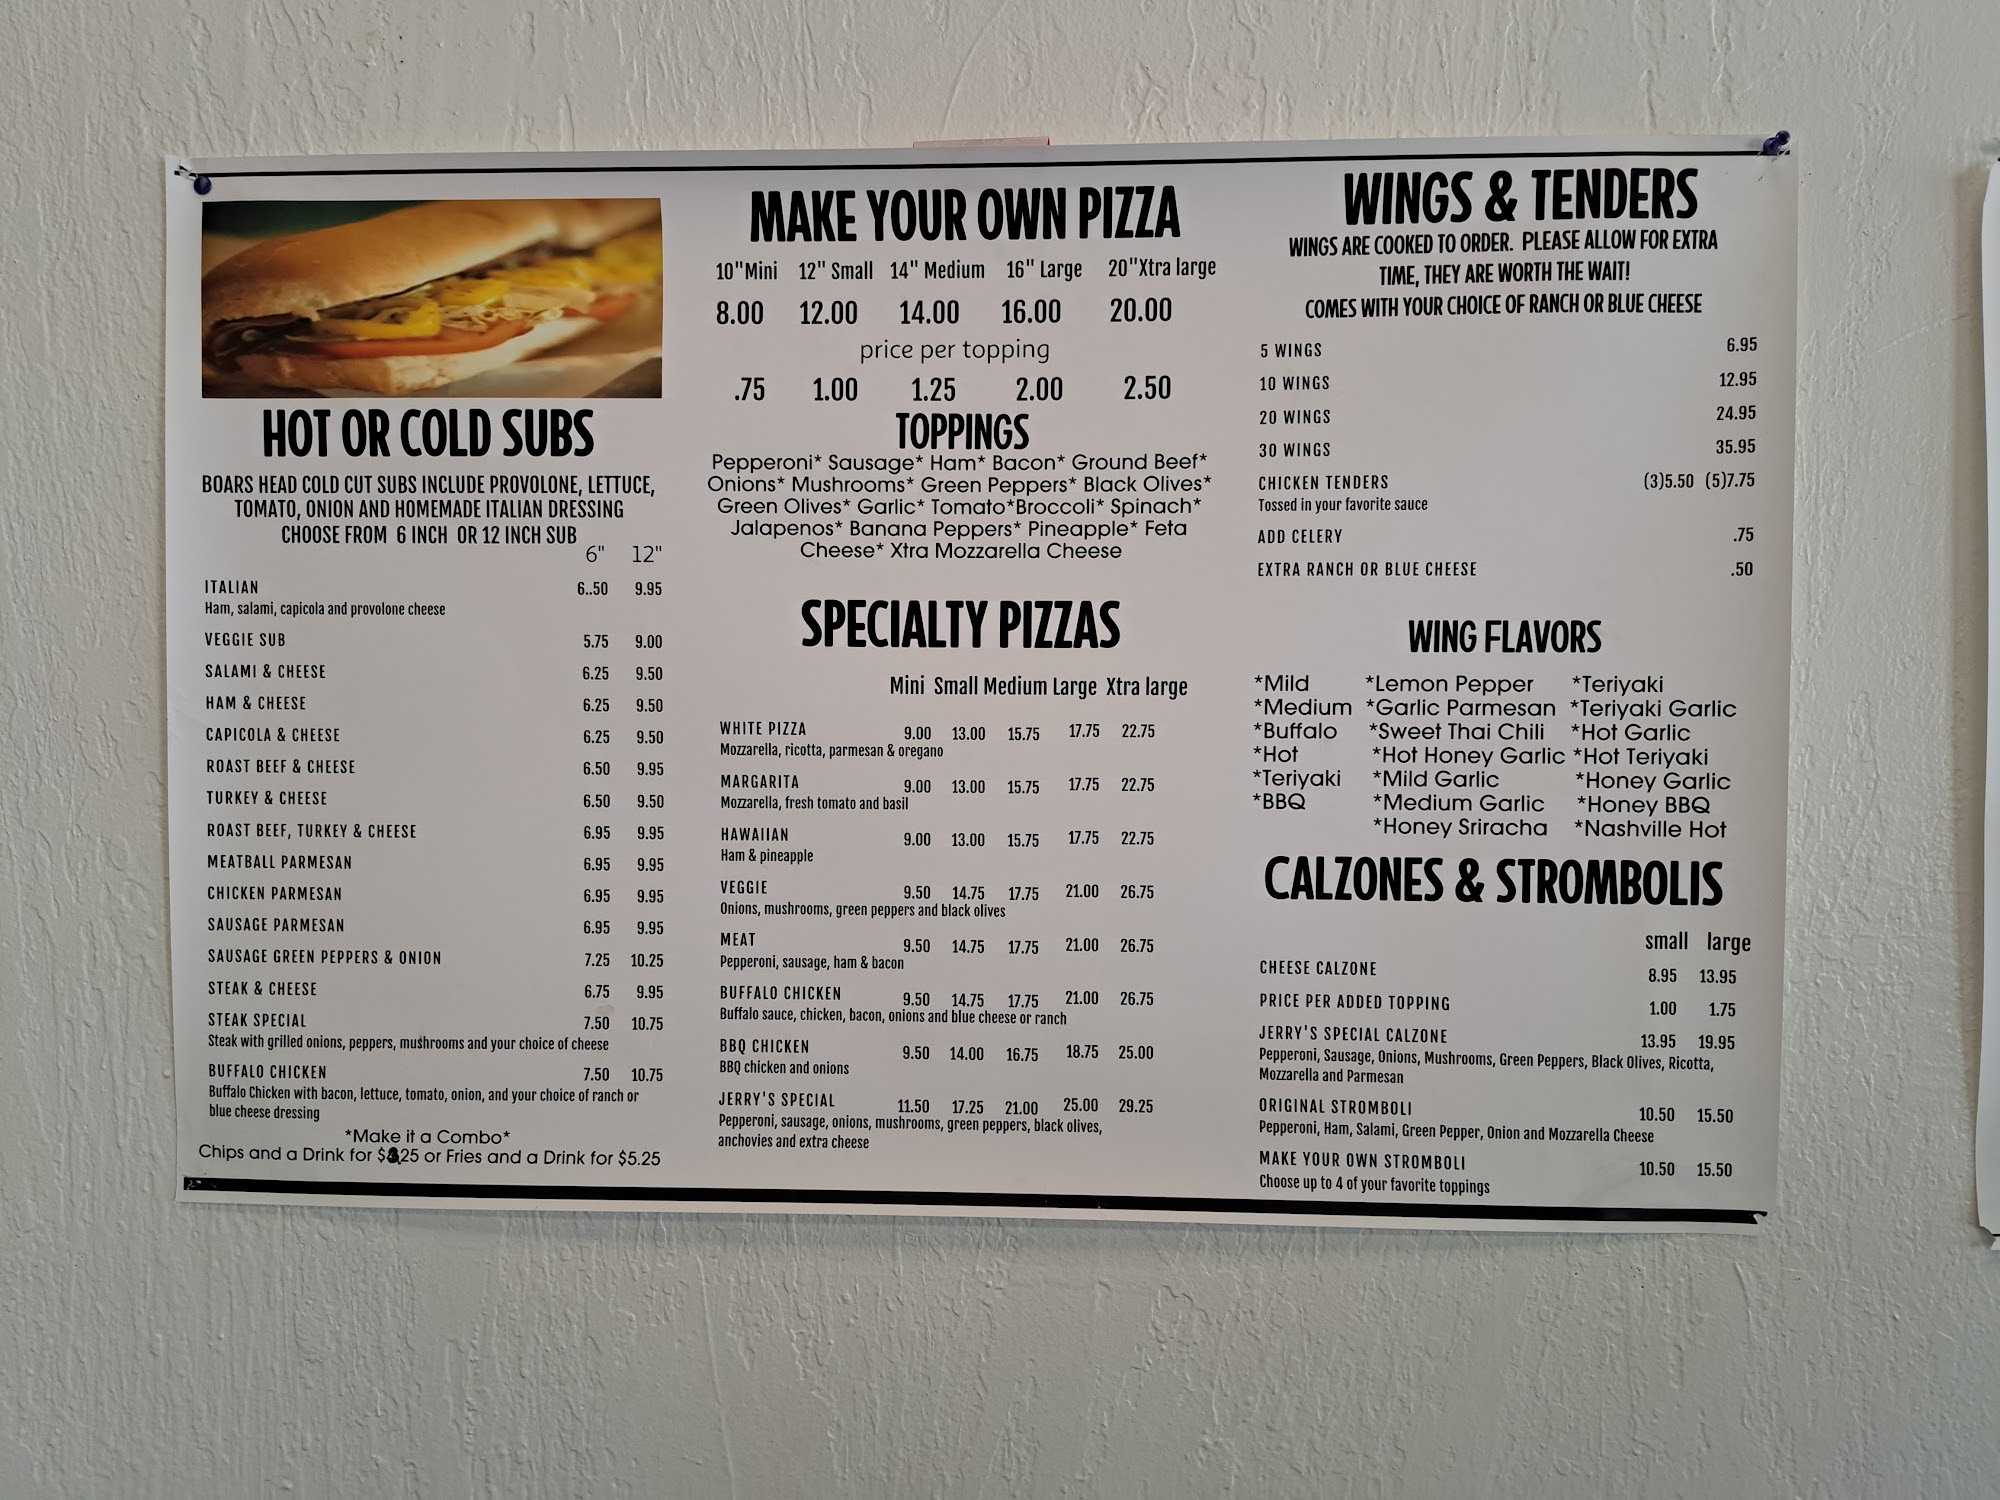 HOT OR COLD SUBS
BOARS HEAD COLD CUT SUBS INCLUDE PROVOLONE, LETTUCE,
TOMATO, ONION AND HOMEMADE ITALIAN DRESSING
CHOOSE FROM 6 INCH OR 12 INCH SUB
6" 12"
ITALIAN 6..50 9.95
Ham, salami, capicola and provolone cheese
VEGGIE SUB 5.75 9.00
SALAMI & CHEESE 6.25 9.50
HAM & CHEESE 6.25 9.50
CAPICOLA & CHEESE 6.25 9.50
ROAST BEEF & CHEESE 6.50 9.95
TURKEY & CHEESE 6.50 9.50
ROAST BEEF, TURKEY & CHEESE 6.95 9.95
MEATBALL PARMESAN 6.95 9.95
CHICKEN PARMESAN 6.95 9.95
SAUSAGE PARMESAN 6.95 9.95
SAUSAGE GREEN PEPPERS & ONION 7.25 10.25
STEAK & CHEESE 6.75 9.95
STEAK SPECIAL 7.50 10.75
Steak with grilled onions, peppers, mushrooms and your choice of cheese
BUFFALO CHICKEN 7.50 10.75
Buffalo Chicken with bacon, lettuce, tomato, onion, and your choice of ranch or
blue cheese dressing
*Make it a Combo*
Chips and a Drink for or Fries and a Drink for $5.25
MAKE YOUR OWN PIZZA
10"Mini 12" Small 14" Medium 16" Large 20"Xtra large
8.00 12.00 14.00 16.00 20.00
price per topping
.75 1.00 1.25 2.00 2.50
TOPPINGS
Pepperoni* Sausage* Ham* Bacon* Ground Beef*
Onions* Mushrooms* Green Peppers* Black Olives*
Green Olives* Garlic* Tomato*Broccoli* Spinach*
Jalapenos* Banana Peppers* Pineapple* Feta
Cheese* Xtra Mozzarella Cheese
SPECIALTY PIZZAS
Mini Small Medium Large Xtra large
WHITE PIZZA 9.00 13.00 15.75 17.75 22.75
Mozzarella, ricotta, parmesan & oregano
MARGARITA 9.00 13.00 15.75 17.75 22.75
Mozzarella, fresh tomato and basil
HAWAIIAN 9.00 13.00 15.75 17.75 22.75
Ham & pineapple
VEGGIE 9.50 14.75 17.75 21.00 26.75
Onions, mushrooms, green peppers and black olives
MEAT 9.50 14.75 17.75 21.00 26.75
Pepperoni, sausage, ham & bacon
BUFFALO CHICKEN 9.50 14.75 17.75 21.00 26.75
Buffalo sauce, chicken, bacon, onions and blue cheese or ranch
BBQ CHICKEN 9.50 14.00 16.75 18.75 25.00
BBQ chicken and onions
JERRY'S SPECIAL 11.50 17.25 21.00 25.00 29.25
Pepperoni, sausage, onions, mushrooms, green peppers, black olives,
anchovies and extra cheese
WINGS & TENDERS
WINGS ARE COOKED TO ORDER. PLEASE ALLOW FOR EXTRA
TIME, THEY ARE WORTH THE WAIT!
COMES WITH YOUR CHOICE OF RANCH OR BLUE CHEESE
5 WINGS 6.95
10 WINGS 12.95
20 WINGS 24.95
30 WINGS 35.95
CHICKEN TENDERS (3)5.50 (5)7.75
Tossed in your favorite sauce
ADD CELERY .75
EXTRA RANCH OR BLUE CHEESE .50
WING FLAVORS
*Mild *Lemon Pepper *Teriyaki
*Medium *Garlic Parmesan *Teriyaki Garlic
*Buffalo *Sweet Thai Chili *Hot Garlic
*Hot *Hot Honey Garlic *Hot Teriyaki
*Teriyaki *Mild Garlic *Honey Garlic
*BBQ *Medium Garlic *Honey BBQ
*Honey Sriracha *Nashville Hot
CALZONES & STROMBOLIS
small large
CHEESE CALZONE 8.95 13.95
PRICE PER ADDED TOPPING 1.00 1.75
JERRY'S SPECIAL CALZONE 13.95 19.95
Pepperoni, Sausage, Onions, Mushrooms, Green Peppers, Black Olives, Ricotta,
Mozzarella and Parmesan
ORIGINAL STROMBOLI 10.50 15.50
Pepperoni, Ham, Salami, Green Pepper, Onion and Mozzarella Cheese
MAKE YOUR OWN STROMBOLI 10.50 15.50
Choose up to 4 of your favorite toppings